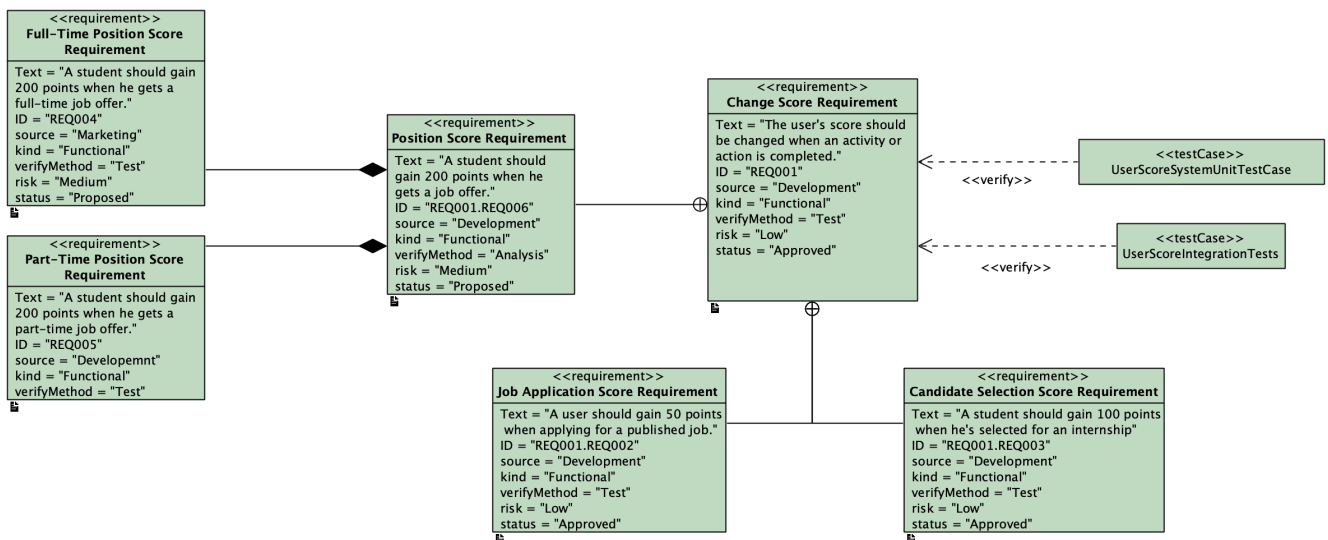 <<requirement>>
Full-Time Position Score
Requirement
Text = "A student should gain
200 points when he gets a
full-time job offer."
ID = "REQ004"
source = "Marketing"
kind = "Functional"
verifyMethod = "Test"
risk = "Medium"
status = "Proposed"
<<requirement>>
Part-Time Position Score
Requirement
Text = "A student should gain
200 points when he gets a
part-time job offer."
ID = "REQ005"
source = "Developemnt"
kind = "Functional"
verifyMethod = "Test"
<<requirement>>
Position Score Requirement
Text = "A student should
gain 200 points when he
gets a job offer."
ID = "REQ001.REQ006"
source = "Development"
kind = "Functional"
verifyMethod = "Analysis"
risk = "Medium"
status = "Proposed"
<<requirement>>
Change Score Requirement
Text = "The user's score should
be changed when an activity or
action is completed."
ID = "REQ001"
source = "Development"
kind = "Functional"
verifyMethod = "Test"
risk = "Low"
status = "Approved"
<<testCase>>
UserScoreSystemUnitTestCase
<<verify>>
<<testCase>>
UserScoreIntegrationTests
<<verify>>
<<requirement>>
Job Application Score Requirement
Text = "A user should gain 50 points
when applying for a published job."
ID = "REQ001.REQ002"
source = "Development"
kind = "Functional"
verifyMethod = "Test"
risk = "Low"
status = "Approved"
<<requirement>>
Candidate Selection Score Requirement
Text = "A student should gain 100 points
when he's selected for an internship"
ID = "REQ001.REQ003"
source = "Development"
kind = "Functional"
verifyMethod = "Test"
risk = "Low"
status = "Approved"